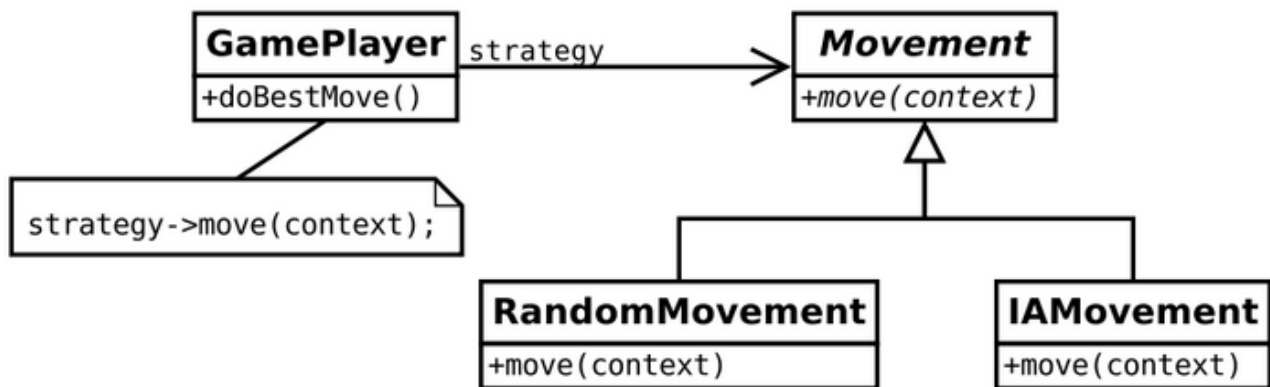 GamePlayer
+doBestMove()
strategy
Movement
+move(context)
strategy->move(context);
RandomMovement
+move(context)
IAMovement
+move(context)